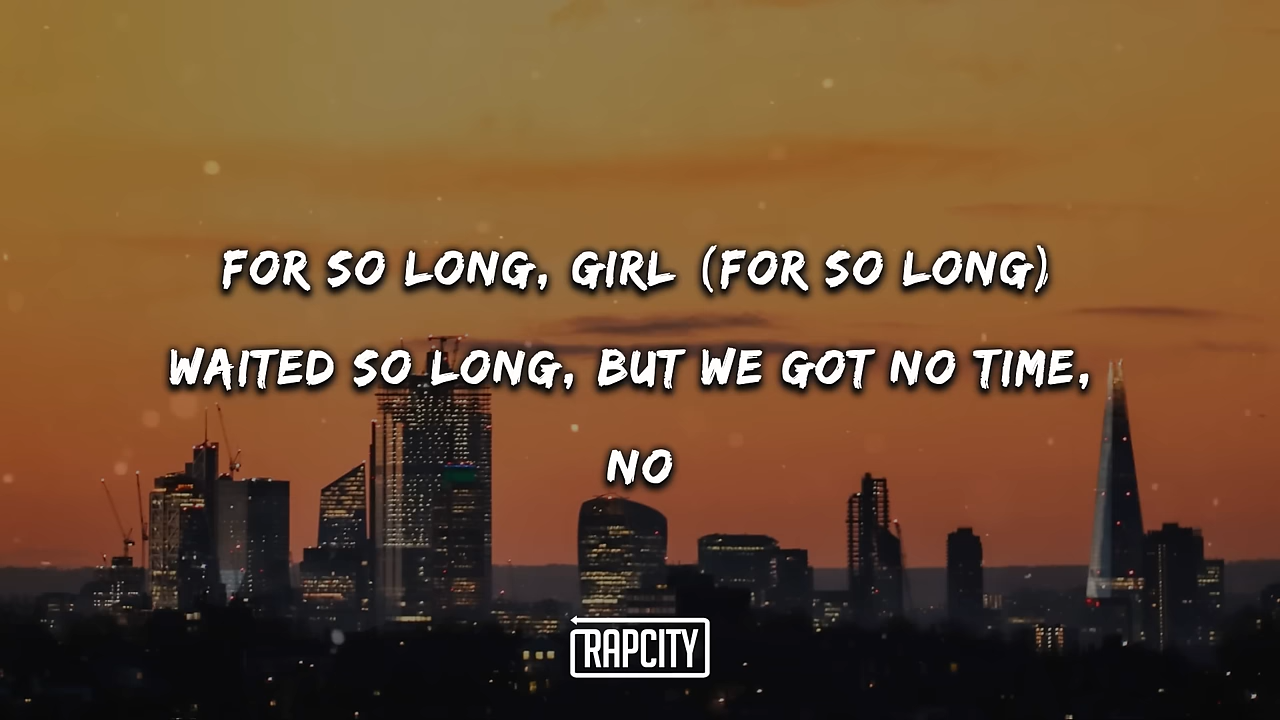 FOR SO LONG, GIRL (FOR SO LONG)
WAITED SO LONG, BUT WE GOT NO TIME,
NO
RAPCITY